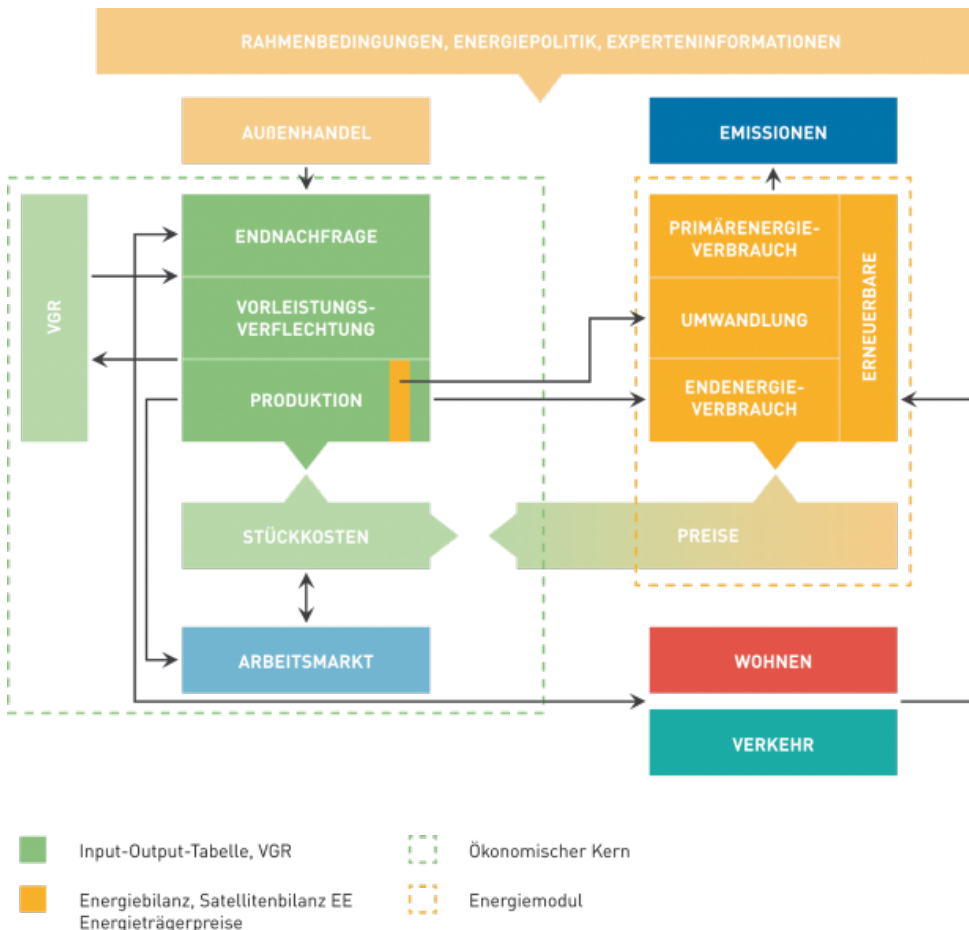 RAHMENBEDINGUNGEN, ENERGIEPOLITIK, EXPERTENINFORMATIONEN
AUßENHANDEL
EMISSIONEN
VGR
ENDNACHFRAGE
VORLEISTUNGS-
VERFLECHTUNG
PRODUKTION
PRIMÄRENERGIE-
VERBRAUCH
UMWANDLUNG
ENDENERGIE-
VERBRAUCH
ERNEUERBARE
STÜCKKOSTEN
PREISE
ARBEITSMARKT
WOHNEN
VERKEHR
Input-Output-Tabelle, VGR
Ökonomischer Kern
Energiebilanz, Satellitenbilanz EE
Energieträgerpreise
Energiemodul